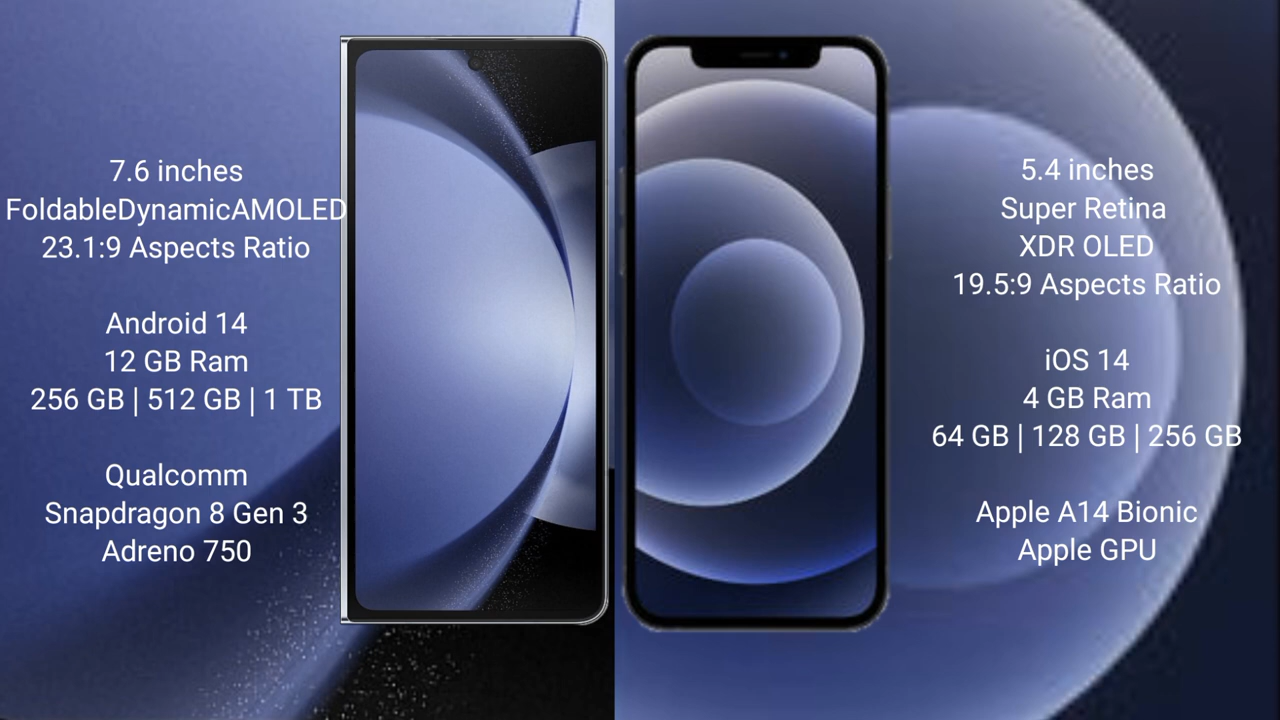 7.6 inches
FoldableDynamicAMOLED
23.1:9 Aspects Ratio
Android 14
12 GB Ram
256 GB | 512 GB | 1 TB
Qualcomm
Snapdragon 8 Gen 3
Adreno 750
5.4 inches
Super Retina
XDR OLED
19.5:9 Aspects Ratio
iOS 14
4 GB Ram
64 GB | 128 GB | 256 GB
Apple A14 Bionic
Apple GPU